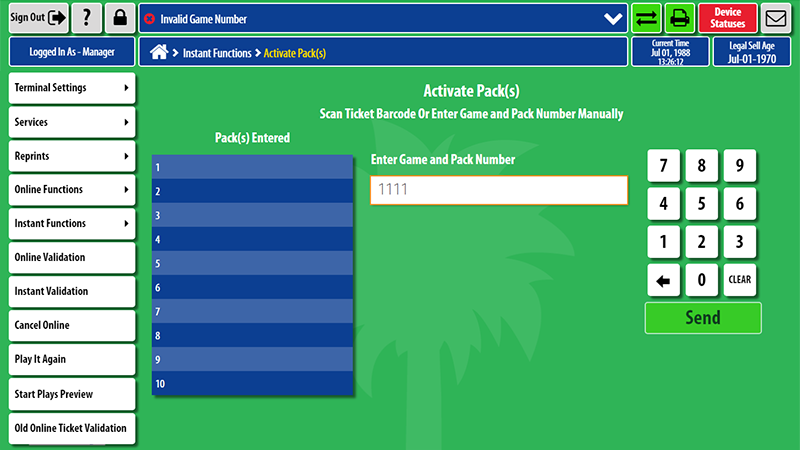 Sign Out
?
Invalid Game Number
Device
Statuses
Logged In As - Manager
> Instant Functions > Activate Pack(s)
Current Time
Jul 01, 1988
13:26:12
Legal Sell Age
Jul-01-1970
Terminal Settings
Services
Reprints
Online Functions
Instant Functions
Online Validation
Instant Validation
Cancel Online
Play It Again
Start Plays Preview
Old Online Ticket Validation
Activate Pack(s)
Scan Ticket Barcode Or Enter Game and Pack Number Manually
Pack(s) Entered
1
2
3
4
5
6
7
8
9
10
Enter Game and Pack Number
1111
7 8 9
4 5 6
1 2 3
0 CLEAR
Send